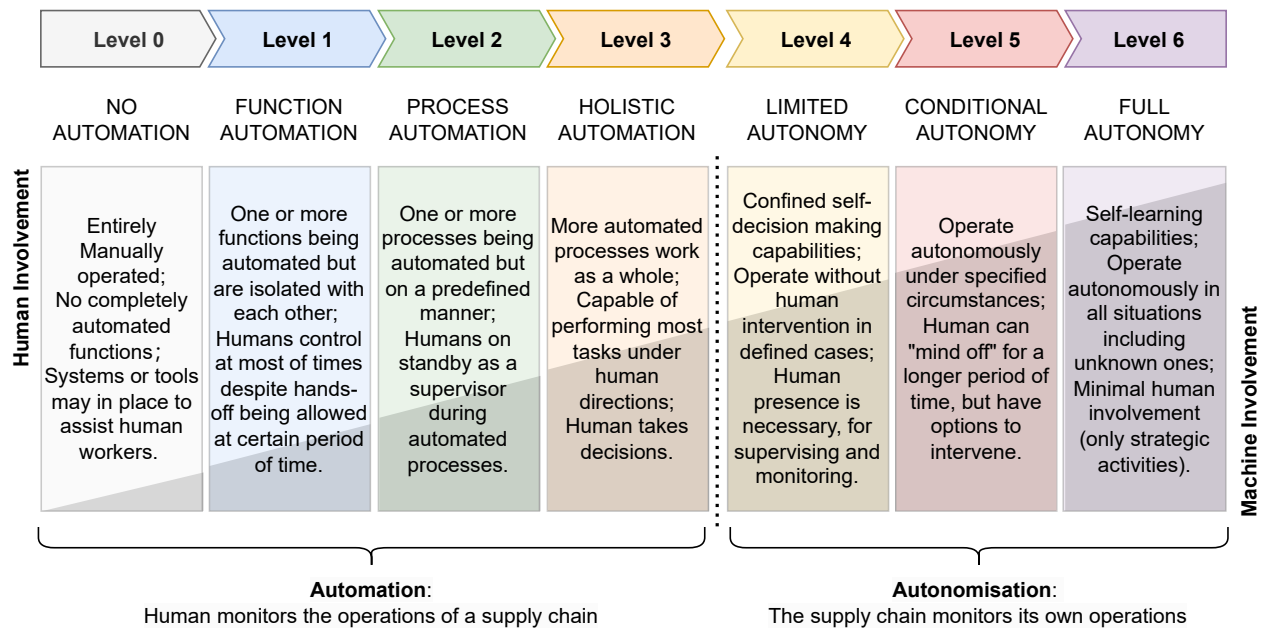 Level 0
Level 1
Level 2
Level 3
Level 4
Level 5
Level 6
NO
AUTOMATION
FUNCTION
AUTOMATION
PROCESS
AUTOMATION
HOLISTIC
AUTOMATION
LIMITED
AUTONOMY
CONDITIONAL
AUTONOMY
FULL
AUTONOMY
Human Involvement
Entirely
Manually
operated;
No completely
automated
functions;
Systems or tools
may in place to
assist human
workers.
One or more
functions being
automated but
are isolated with
each other;
Humans control
at most of times
despite hands-
off being allowed
at certain period
of time.
One or more
processes being
automated but
on a predefined
manner;
Humans on
standby as a
supervisor
during
automated
processes.
More automated
processes work
as a whole;
Capable of
performing most
tasks under
human
directions;
Human takes
decisions.
Confined self-
decision making
capabilities;
Operate without
human
intervention in
defined cases;
Human
presence is
necessary, for
supervising and
monitoring.
Operate
autonomously
under specified
circumstances;
Human can
"mind off" for a
longer period of
time, but have
options to
intervene.
Self-learning
capabilities;
Operate
autonomously in
all situations
including
unknown ones;
Minimal human
involvement
(only strategic
activities).
Machine Involvement
Automation:
Human monitors the operations of a supply chain
Autonomisation:
The supply chain monitors its own operations